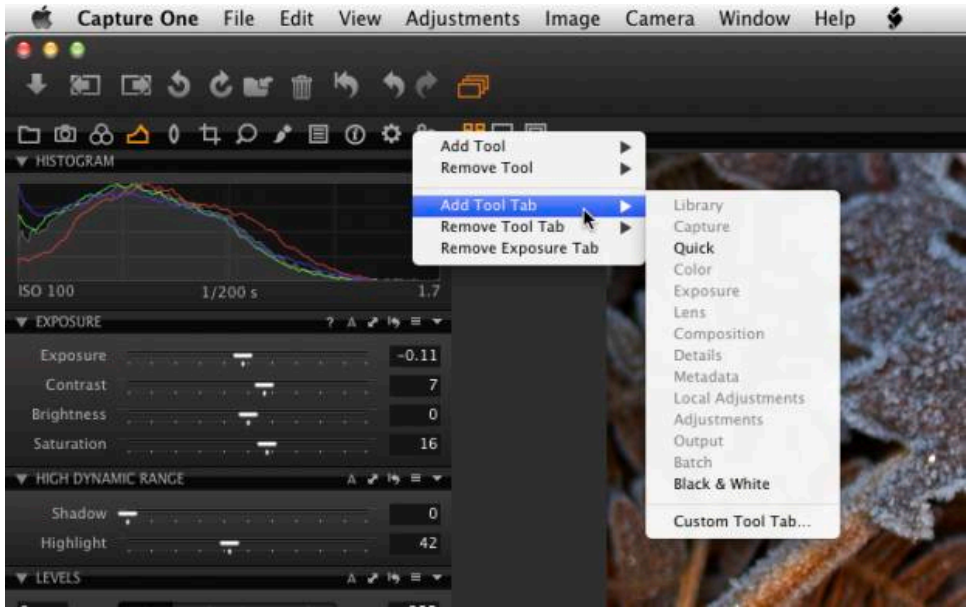 Capture One File Edit View Adjustments Image Camera Window Help
HISTOGRAM
ISO 100 1/200 s 1.7
EXPOSURE ? A
Exposure -0.11
Contrast 7
Brightness 0
Saturation 16
HIGH DYNAMIC RANGE A
Shadow 0
Highlight 42
LEVELS A
Add Tool
Remove Tool
Add Tool Tab
Remove Tool Tab
Remove Exposure Tab
Library
Capture
Quick
Color
Exposure
Lens
Composition
Details
Metadata
Local Adjustments
Adjustments
Output
Batch
Black & White
Custom Tool Tab...